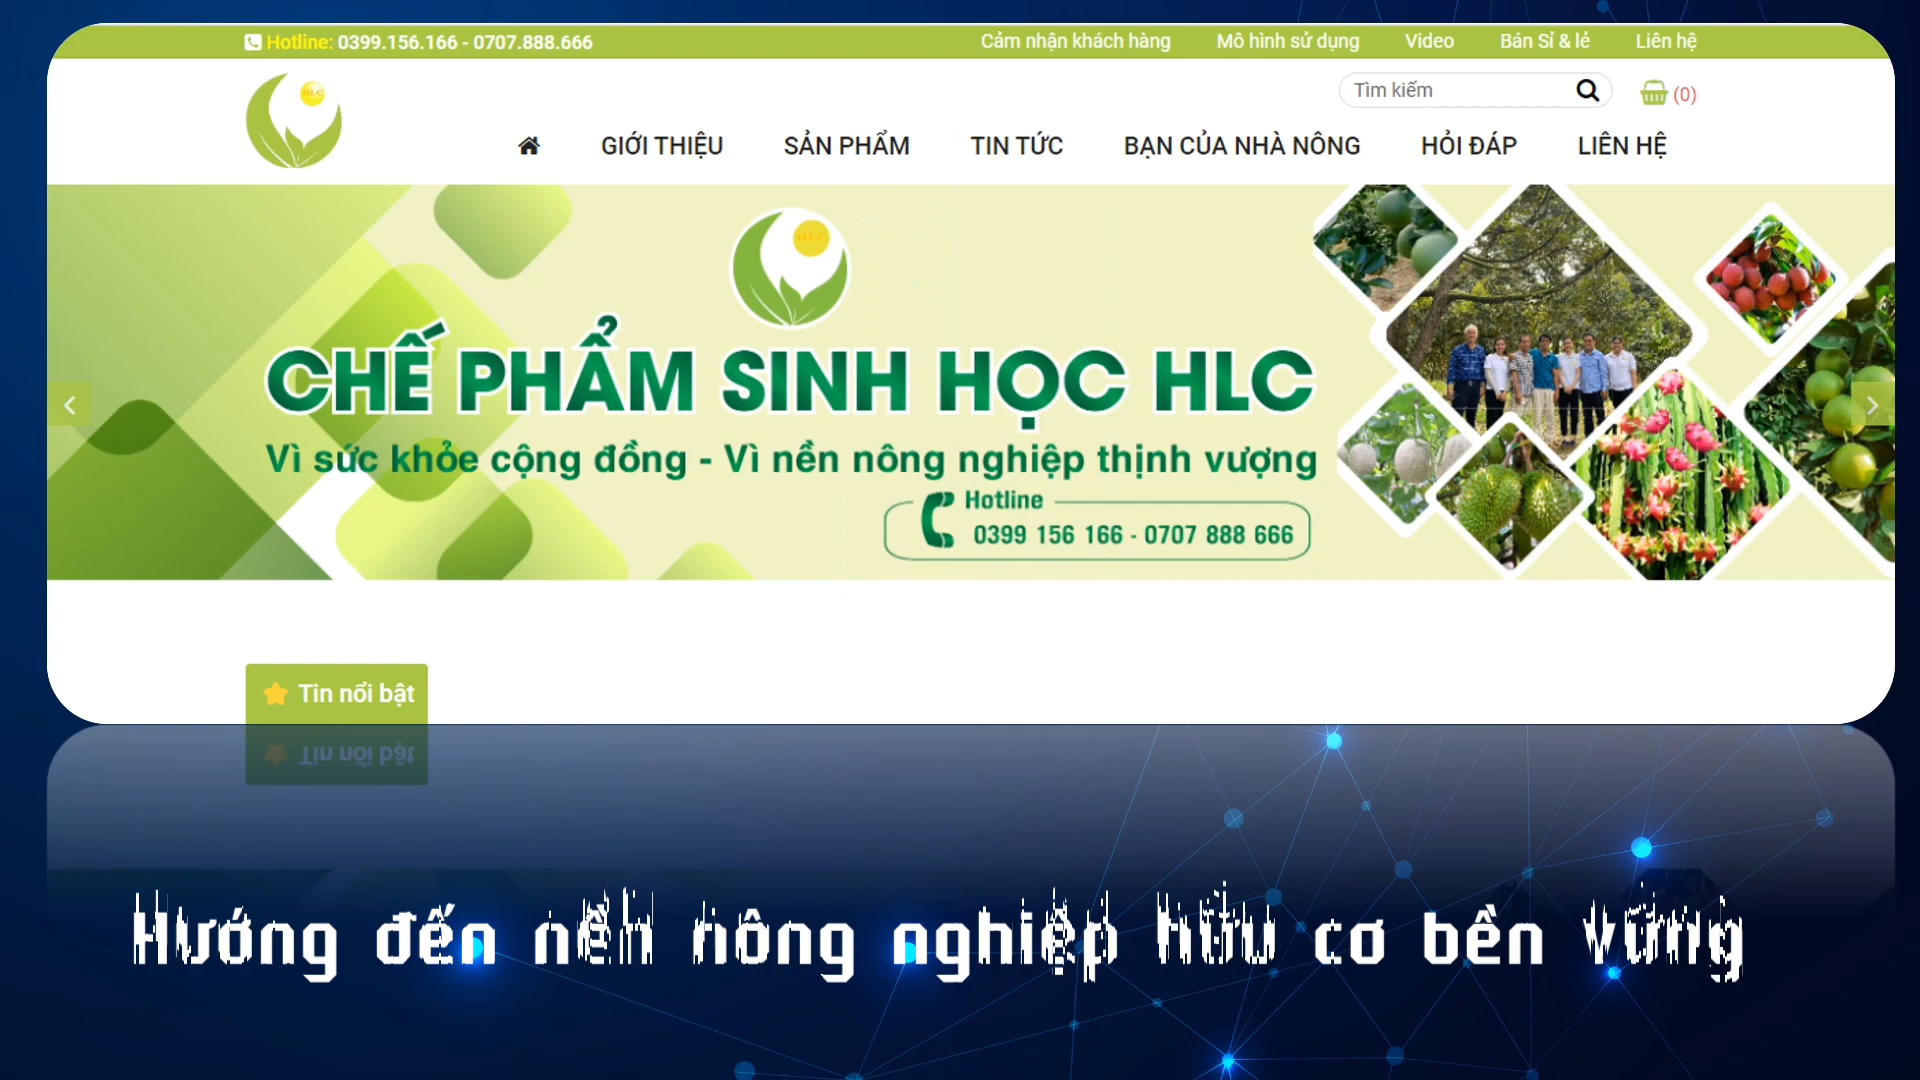 Hotline: 0399.156.166 - 0707.888.666
Cảm nhận khách hàng Mô hình sử dụng Video Bán Sỉ & lẻ Liên hệ
HLC
Tìm kiếm
(0)
GIỚI THIỆU SẢN PHẨM TIN TỨC BẠN CỦA NHÀ NÔNG HỎI ĐÁP LIÊN HỆ
HLC
CHẾ PHẨM SINH HỌC HLC
Vì sức khỏe cộng đồng - Vì nền nông nghiệp thịnh vượng
Hotline
0399 156 166 - 0707 888 666
Tin nổi bật
Hướng đến nền nông nghiệp hữu cơ bền vững